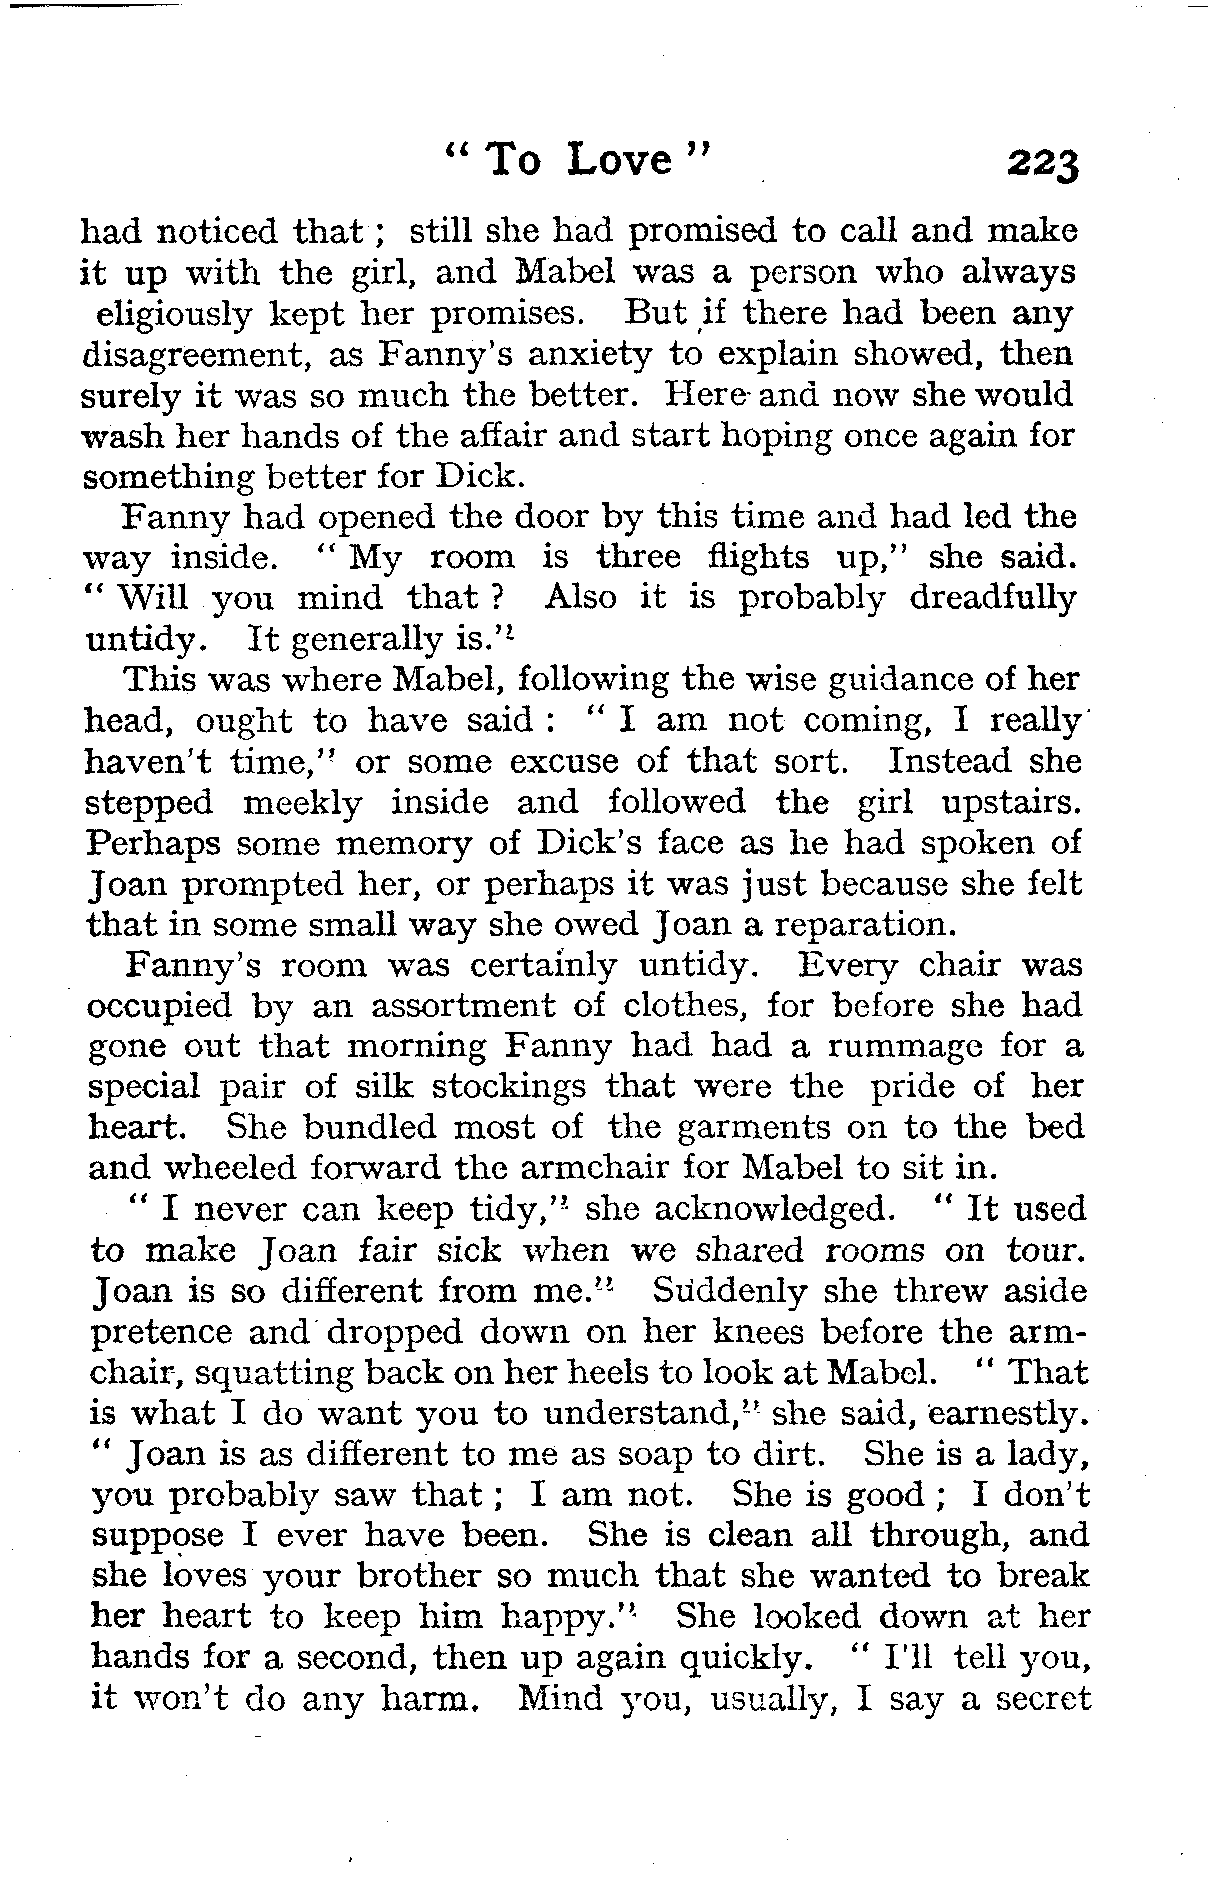 " To Love " 223
had noticed that ; still she had promised to call and make
it up with the girl, and Mabel was a person who always
eligiously kept her promises. But if there had been any
disagreement, as Fanny's anxiety to explain showed, then
surely it was so much the better. Here and now she would
wash her hands of the affair and start hoping once again for
something better for Dick.
Fanny had opened the door by this time and had led the
way inside. " My room is three flights up," she said.
" Will you mind that ? Also it is probably dreadfully
untidy. It generally is."
This was where Mabel, following the wise guidance of her
head, ought to have said : " I am not coming, I really
haven't time," or some excuse of that sort. Instead she
stepped meekly inside and followed the girl upstairs.
Perhaps some memory of Dick's face as he had spoken of
Joan prompted her, or perhaps it was just because she felt
that in some small way she owed Joan a reparation.
Fanny's room was certainly untidy. Every chair was
occupied by an assortment of clothes, for before she had
gone out that morning Fanny had had a rummage for a
special pair of silk stockings that were the pride of her
heart. She bundled most of the garments on to the bed
and wheeled forward the armchair for Mabel to sit in.
" I never can keep tidy," she acknowledged. " It used
to make Joan fair sick when we shared rooms on tour.
Joan is so different from me." Suddenly she threw aside
pretence and dropped down on her knees before the arm-
chair, squatting back on her heels to look at Mabel. " That
is what I do want you to understand," she said, earnestly.
" Joan is as different to me as soap to dirt. She is a lady,
you probably saw that ; I am not. She is good ; I don't
suppose I ever have been. She is clean all through, and
she loves your brother so much that she wanted to break
her heart to keep him happy." She looked down at her
hands for a second, then up again quickly. " I'll tell you,
it won't do any harm. Mind you, usually, I say a secret